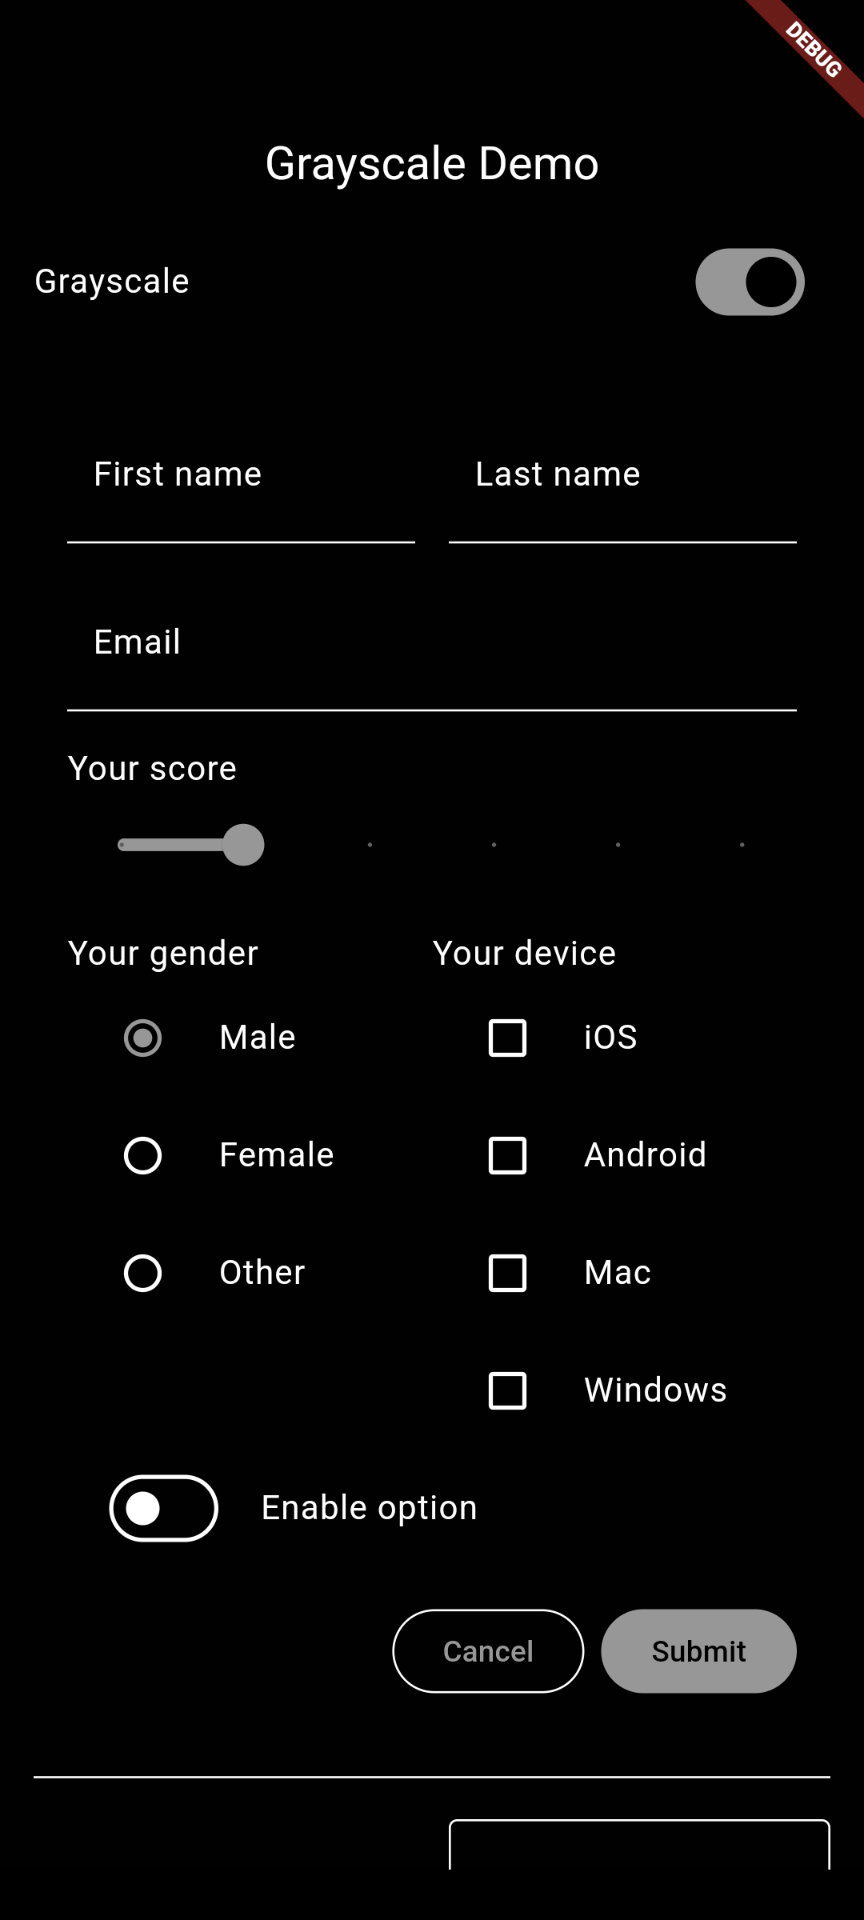 DEBUG
Grayscale Demo
Grayscale
First name
Last name
Email
Your score
Your gender
Your device
Male
iOS
Female
Android
Other
Mac
Windows
Enable option
Cancel
Submit